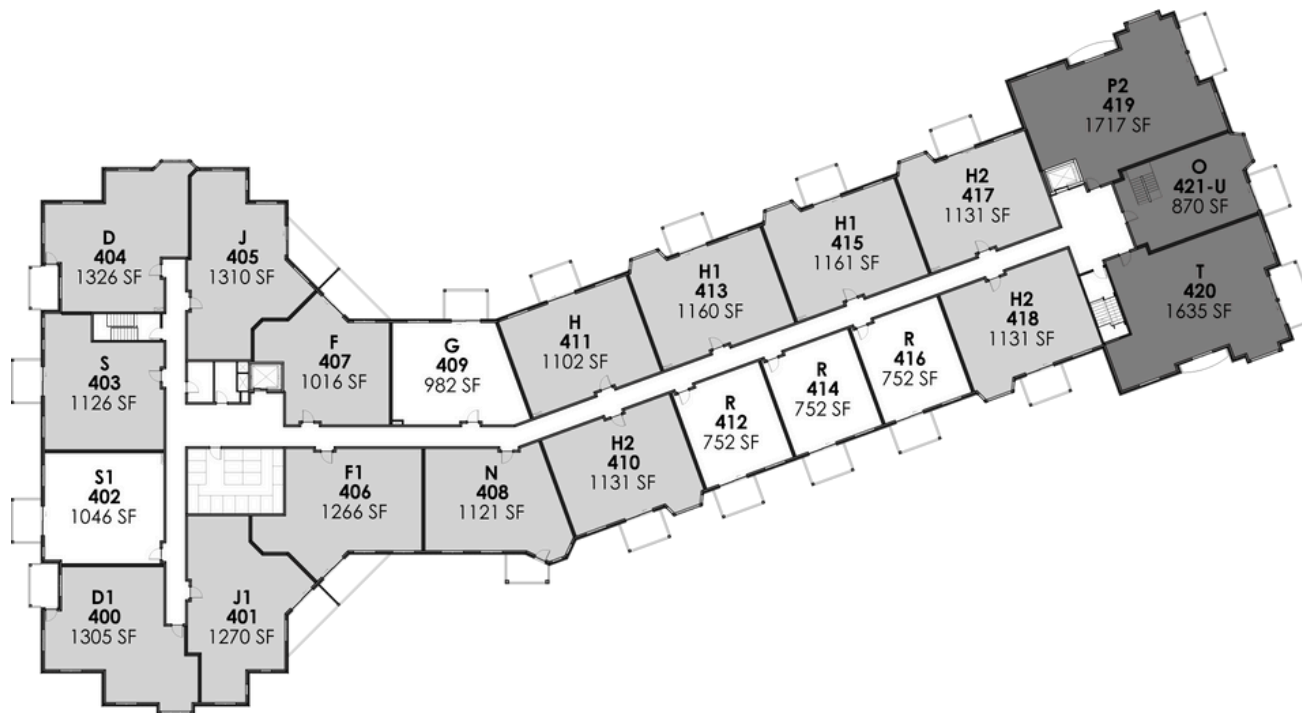 P2
419
1717 SF
O
421-U
870 SF
H2
417
1131 SF
H1
415
1161 SF
T
420
1635 SF
D
404
1326 SF
J
405
1310 SF
H1
413
1160 SF
H2
418
1131 SF
H
411
1102 SF
R
416
752 SF
F
407
1016 SF
G
409
982 SF
S
403
1126 SF
R
414
752 SF
R
412
752 SF
H2
410
1131 SF
S1
402
1046 SF
F1
406
1266 SF
N
408
1121 SF
D1
400
1305 SF
J1
401
1270 SF